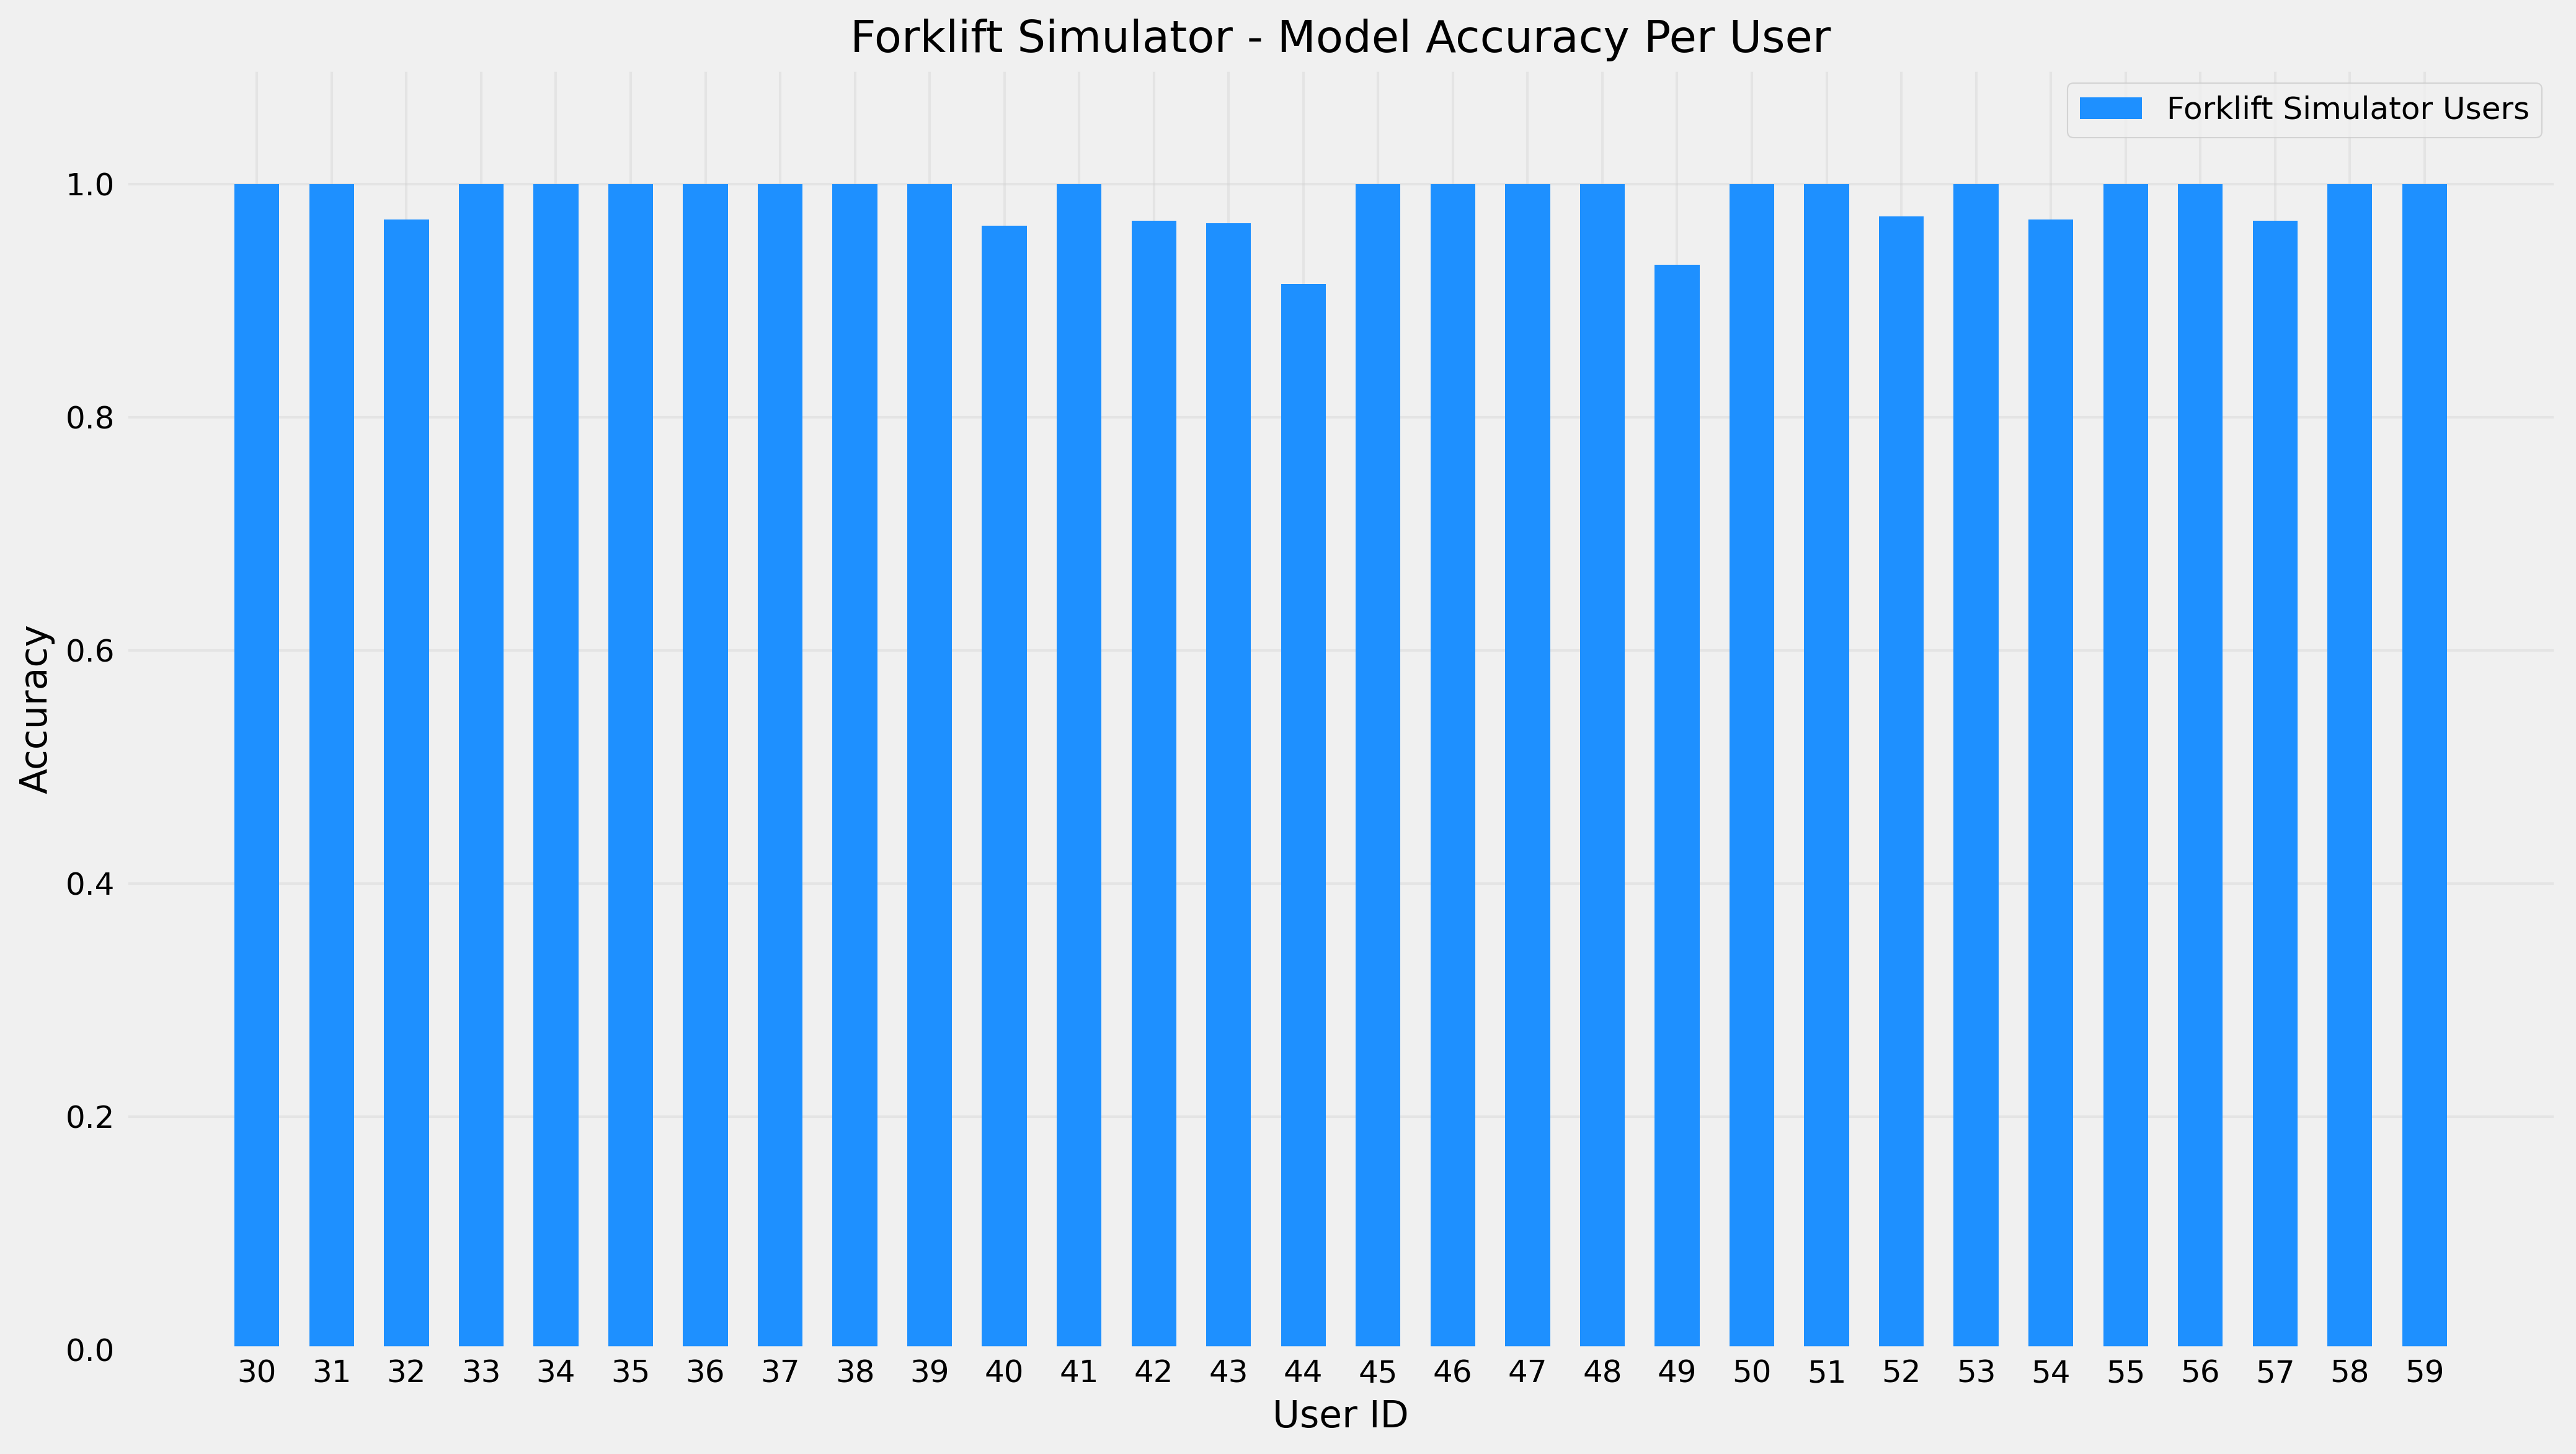 Forklift Simulator - Model Accuracy Per User
Forklift Simulator Users
1.0
0.8
0.6
0.4
0.2
0.0
Accuracy
30 31 32 33 34 35 36 37 38 39 40 41 42 43 44 45 46 47 48 49 50 51 52 53 54 55 56 57 58 59
User ID